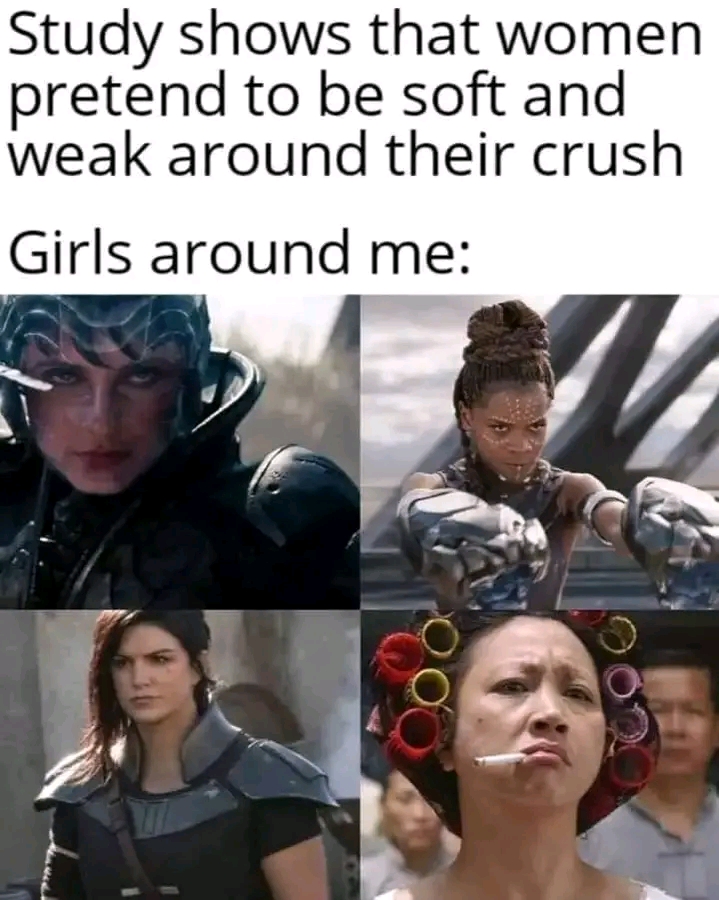 Study shows that women
pretend to be soft and
weak around their crush
Girls around me: